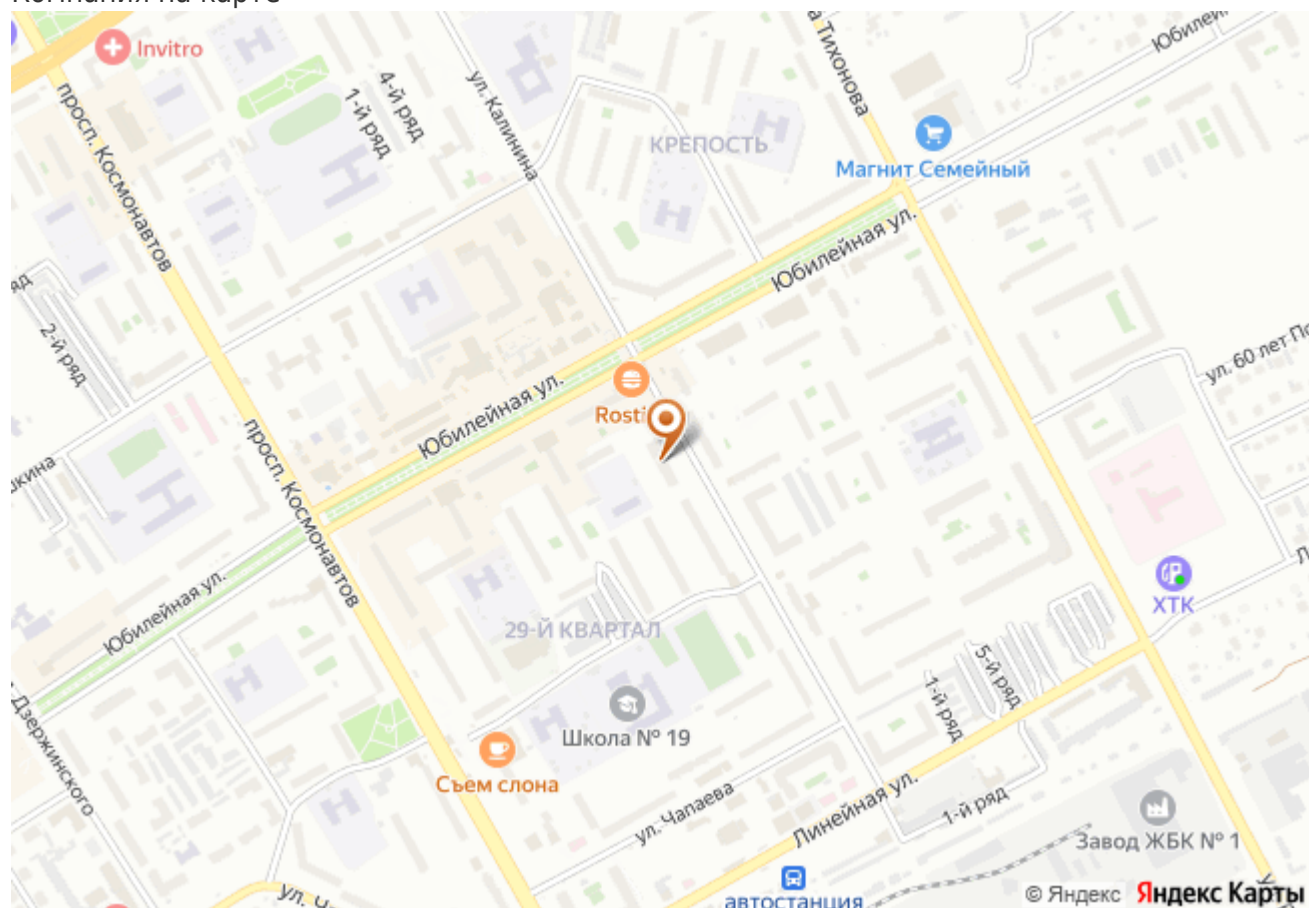 Invitro
4-й ряд
1-й ряд
ул. Калинина
Тихонова
просп. Космонавтов
КРЕПОСТЬ
Магнит Семейный
Юбилейная ул.
2-й ряд
Rosti
Юбилейная ул.
ул. 60 лет
просп. Космонавтов
Юбилейная ул.
29-Й КВАРТАЛ
ХТК
5-й ряд
1-й ряд
Школа № 19
Дзержинского
Съем слона
ул. Чапаева
Линейная ул.
1-й ряд
Завод ЖБК № 1
автостанция
© Яндекс Яндекс Карты